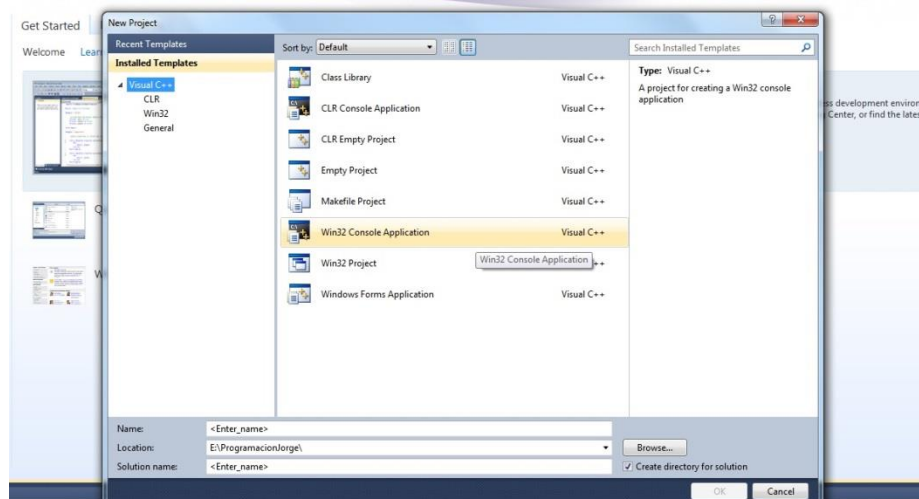 Get Started
Welcome Lear
New Project
Recent Templates
Installed Templates
Visual C++
CLR
Win32
General
Sort by: Default
Search Installed Templates
Class Library Visual C++
CLR Console Application Visual C++
CLR Empty Project Visual C++
Empty Project Visual C++
Makefile Project Visual C++
Win32 Console Application Visual C++
Win32 Project ++
Win32 Console Application
Windows Forms Application Visual C++
Type: Visual C++
A project for creating a Win32 console
application
ss development environ
Center, or find the lates
Q
W
Name: <Enter_name>
Location: E:\ProgramacionJorge\
Browse...
Solution name: <Enter_name>
Create directory for solution
OK Cancel